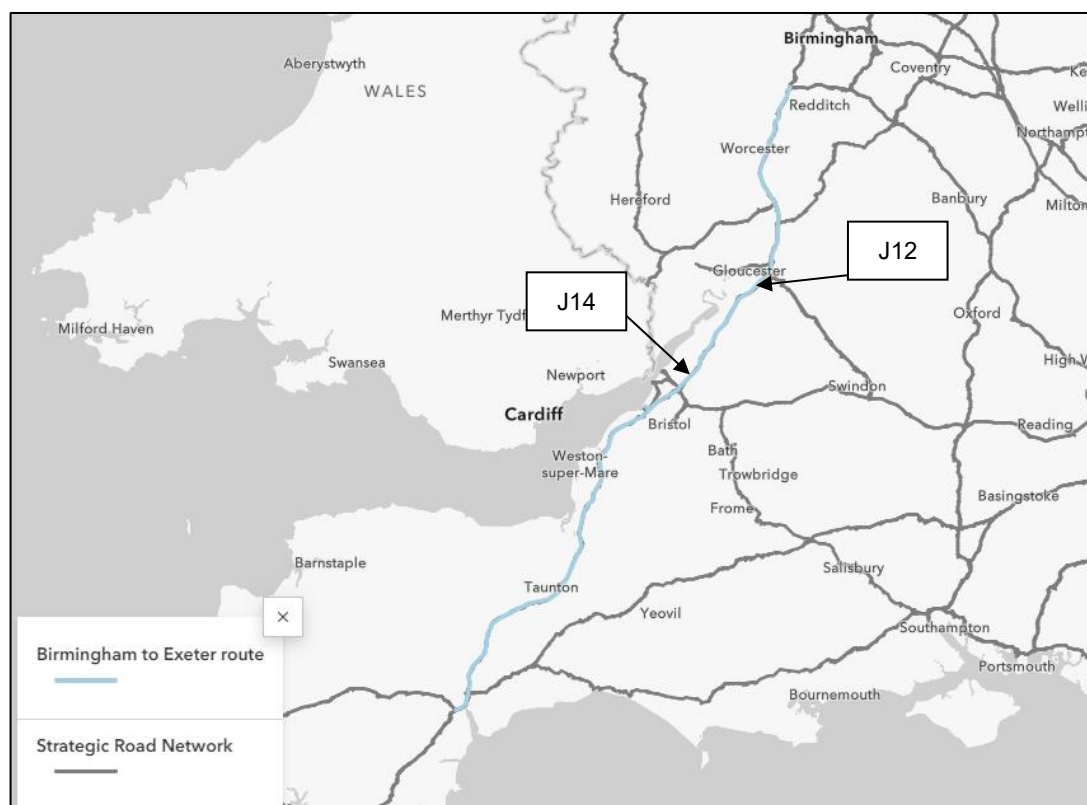 Birmingham
Aberystwyth
Coventry
WALES
Redditch
Ke
Welli
Northampt
Worcester
Hereford
Banbury
Milto
J12
Gloucester
J14
Merthyr Tydf
Oxford
Milford Haven
High W
Swansea
Newport
Swindon
Cardiff
Bristol
Reading
Bath
Weston-
super-Mare
Trowbridge
Basingstoke
Frome
Barnstaple
Salisbury
Taunton
Yeovil
Southampton
Portsmouth
Bournemouth
Birmingham to Exeter route
Strategic Road Network